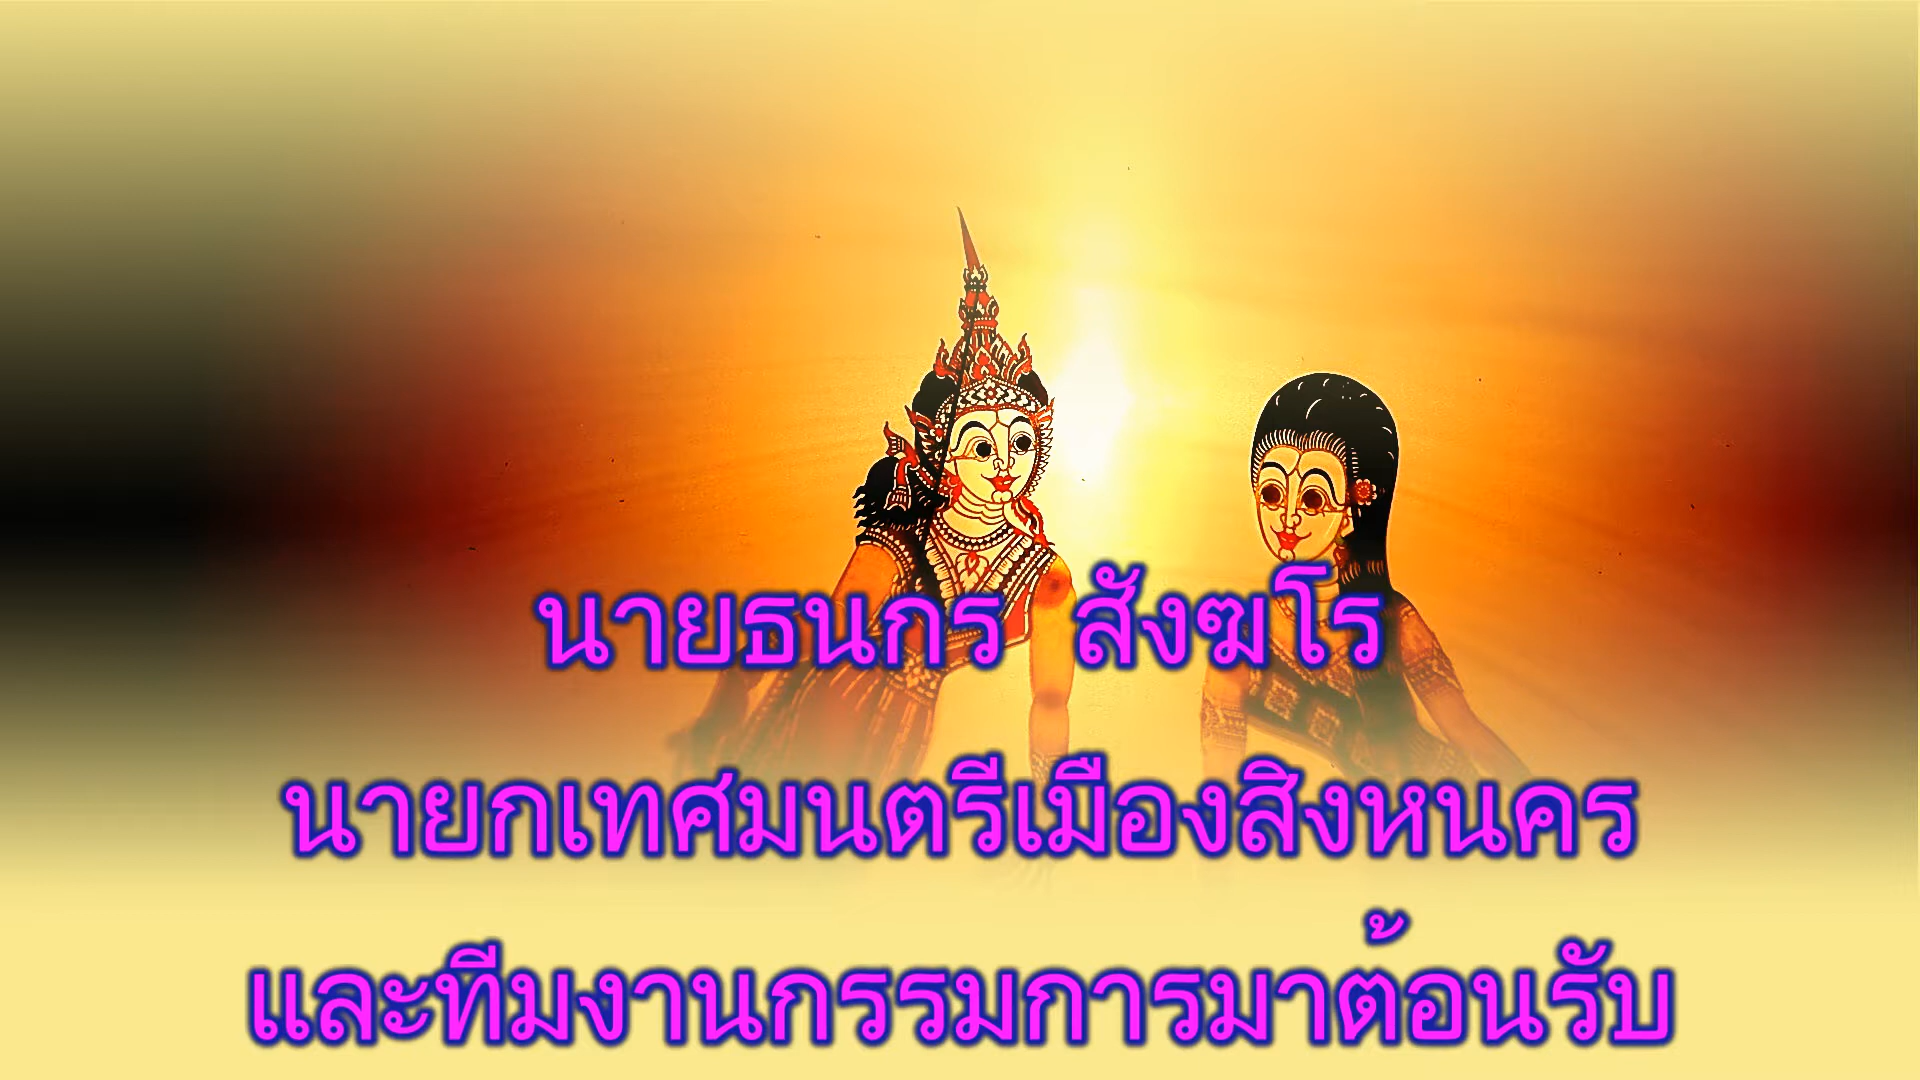 นายธนกร สังฆโร
นายกเทศมนตรีเมืองสิงหนคร
และทีมงานกรรมการมาต้อนรับ